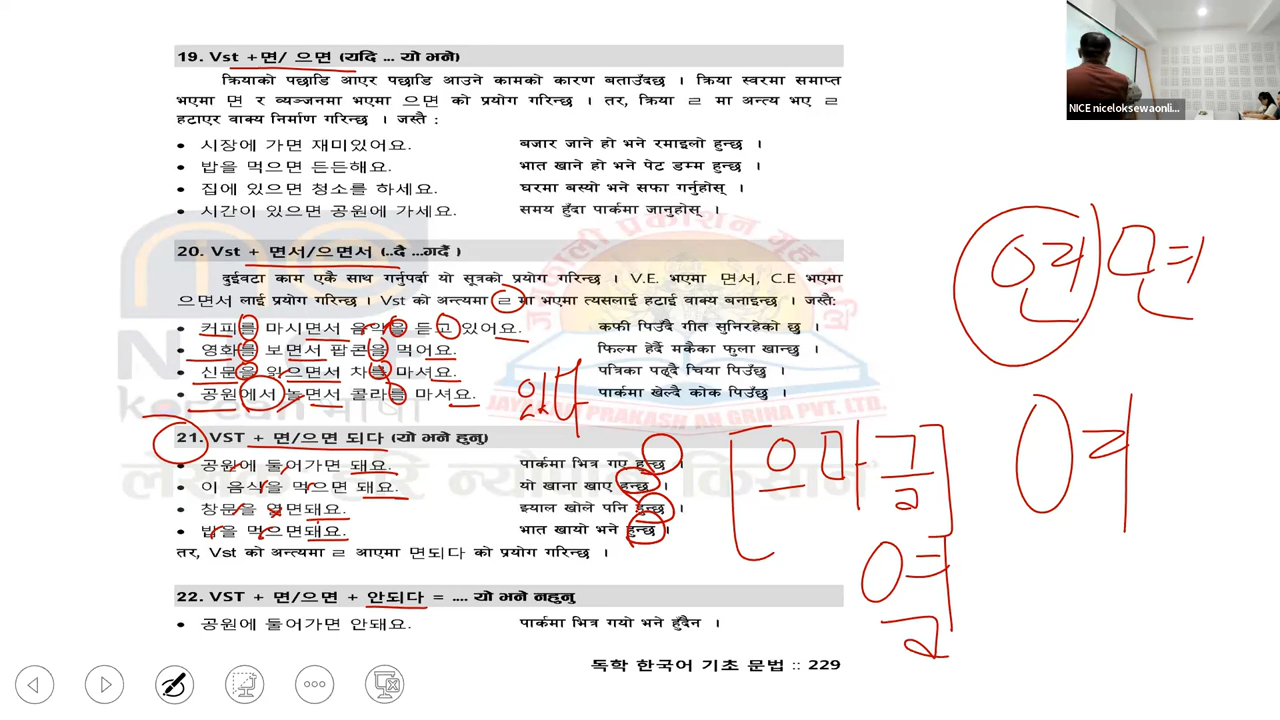 19. Vst +면/ 으면 (यदि ... यो भने)
क्रियाको पछाडि आएर पछाडि आउने कामको कारण बताउँदछ । क्रिया स्वरमा समाप्त
भएमा 면 र व्यञ्जनमा भएमा 으면 को प्रयोग गरिन्छ । तर, क्रिया ㄹ मा अन्त्य भए ㄹ
हटाएर वाक्य निर्माण गरिन्छ । जस्तै :
• 시장에 가면 재미있어요. बजार जाने हो भने रमाइलो हुन्छ ।
• 밥을 먹으면 든든해요. भात खाने हो भने पेट डम्म हुन्छ ।
• 집에 있으면 청소를 하세요. घरमा बस्यो भने सफा गर्नुहोस् ।
• 시간이 있으면 공원에 가세요. समय हुँदा पार्कमा जानुहोस् ।
20. Vst + 면서/으면서 (..दै ...गर्दै )
दुईवटा काम एकै साथ गर्नुपर्दा यो सूत्रको प्रयोग गरिन्छ । V.E. भएमा 면서, C.E भएमा
으면서 लाई प्रयोग गरिन्छ । Vst को अन्त्यमा ㄹ मा भएमा त्यसलाई हटाई वाक्य बनाइन्छ । जस्तै:
• 커피를 마시면서 음악을 듣고 있어요. कफी पिउँदै गीत सुनिरहेको छु ।
• 영화를 보면서 팝콘을 먹어요. फिल्म हेर्दै मकैका फुला खान्छु ।
• 신문을 읽으면서 차를 마셔요. पत्रिका पढ्दै चिया पिउँछु ।
• 공원에서 놀면서 콜라를 마셔요. पार्कमा खेल्दै कोक पिउँछु ।
21. VST + 면/으면 되다 (यो भने हुनु)
• 공원에 둘어가면 돼요. पार्कमा भित्र गए हुन्छ ।
• 이 음식을 먹으면 돼요. यो खाना खाए हुन्छ ।
• 창문을 열면돼요. झ्याल खोले पनि हुन्छ ।
• 밥을 먹으면돼요. भात खायो भने हुन्छ ।
तर, Vst को अन्त्यमा ㄹ आएमा 면되다 को प्रयोग गरिन्छ ।
22. VST + 면/으면 + 안되다 = .... यो भने नहुनु
• 공원에 둘어가면 안돼요. पार्कमा भित्र गयो भने हुँदैन ।
독학 한국어 기초 문법 :: 229
NICE niceloksewaonli...